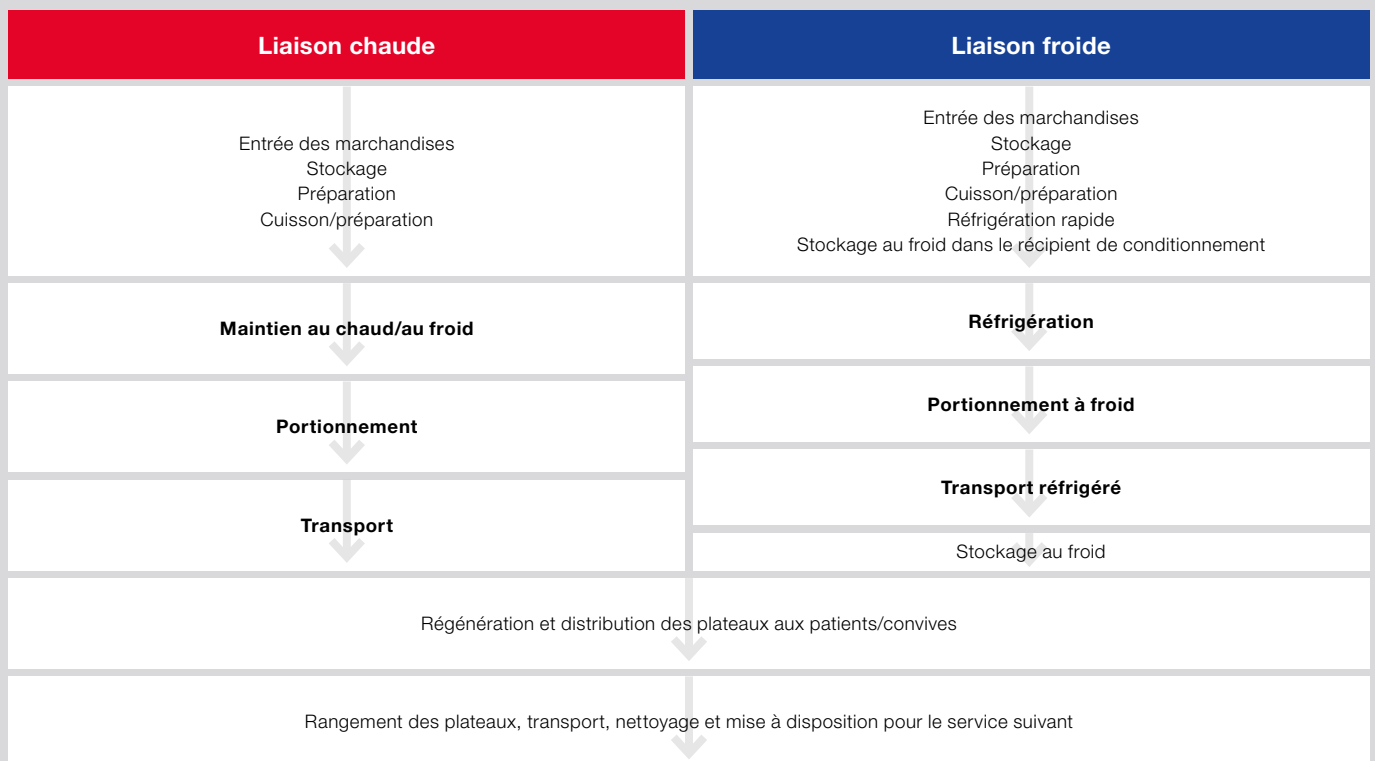 Liaison chaude
Entrée des marchandises
Stockage
Préparation
Cuisson/préparation
Maintien au chaud/au froid
Portionnement
Transport
Liaison froide
Entrée des marchandises
Stockage
Préparation
Cuisson/préparation
Réfrigération rapide
Stockage au froid dans le récipient de conditionnement
Réfrigération
Portionnement à froid
Transport réfrigéré
Stockage au froid
Régénération et distribution des plateaux aux patients/convives
Rangement des plateaux, transport, nettoyage et mise à disposition pour le service suivant